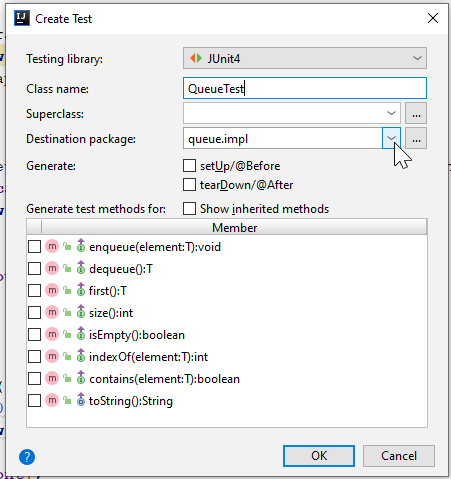 Create Test
Testing library: JUnit4
Class name: QueueTest
Superclass: ...
Destination package: queue.impl ...
Generate: setUp/@Before
tearDown/@After
Generate test methods for: Show inherited methods
Member
m enqueue(element:T):void
m dequeue():T
m first():T
m size():int
m isEmpty():boolean
m indexOf(element:T):int
m contains(element:T):boolean
m toString():String
? OK Cancel